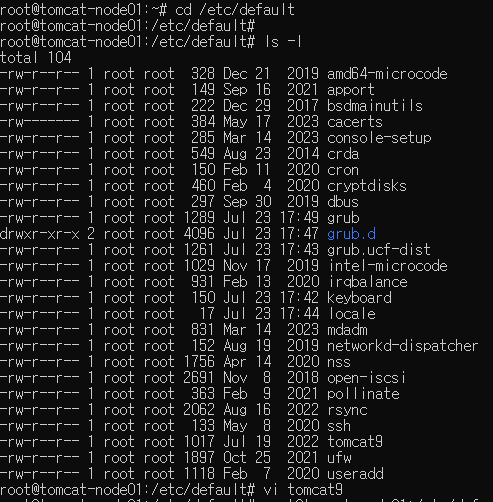 root@tomcat-node01:~# cd /etc/default
root@tomcat-node01:/etc/default#
root@tomcat-node01:/etc/default# ls -l
total 104
-rw-r--r-- 1 root root  328 Dec 21  2019 amd64-microcode
-rw-r--r-- 1 root root  149 Sep 16  2021 apport
-rw-r--r-- 1 root root  222 Dec 29  2017 bsdmainutils
-rw------- 1 root root  384 May 17  2023 cacerts
-rw-r--r-- 1 root root  285 Mar 14  2023 console-setup
-rw-r--r-- 1 root root  549 Aug 23  2014 crda
-rw-r--r-- 1 root root  150 Feb 11  2020 cron
-rw-r--r-- 1 root root  460 Feb  4  2020 cryptdisks
-rw-r--r-- 1 root root  297 Sep 30  2019 dbus
-rw-r--r-- 1 root root 1289 Jul 23 17:49 grub
drwxr-xr-x 2 root root 4096 Jul 23 17:47 grub.d
-rw-r--r-- 1 root root 1261 Jul 23 17:43 grub.ucf-dist
-rw-r--r-- 1 root root 1029 Nov 17  2019 intel-microcode
-rw-r--r-- 1 root root  931 Feb 13  2020 irqbalance
-rw-r--r-- 1 root root  150 Jul 23 17:42 keyboard
-rw-r--r-- 1 root root   17 Jul 23 17:44 locale
-rw-r--r-- 1 root root  831 Mar 14  2023 mdadm
-rw-r--r-- 1 root root  152 Aug 19  2019 networkd-dispatcher
-rw-r--r-- 1 root root 1756 Apr 14  2020 nss
-rw-r--r-- 1 root root 2691 Nov  8  2018 open-iscsi
-rw-r--r-- 1 root root  363 Feb  9  2021 pollinate
-rw-r--r-- 1 root root 2062 Aug 16  2022 rsync
-rw-r--r-- 1 root root  133 May  8  2020 ssh
-rw-r--r-- 1 root root 1017 Jul 19  2022 tomcat9
-rw-r--r-- 1 root root 1897 Oct 25  2021 ufw
-rw-r--r-- 1 root root 1118 Feb  7  2020 useradd
root@tomcat-node01:/etc/default# vi tomcat9